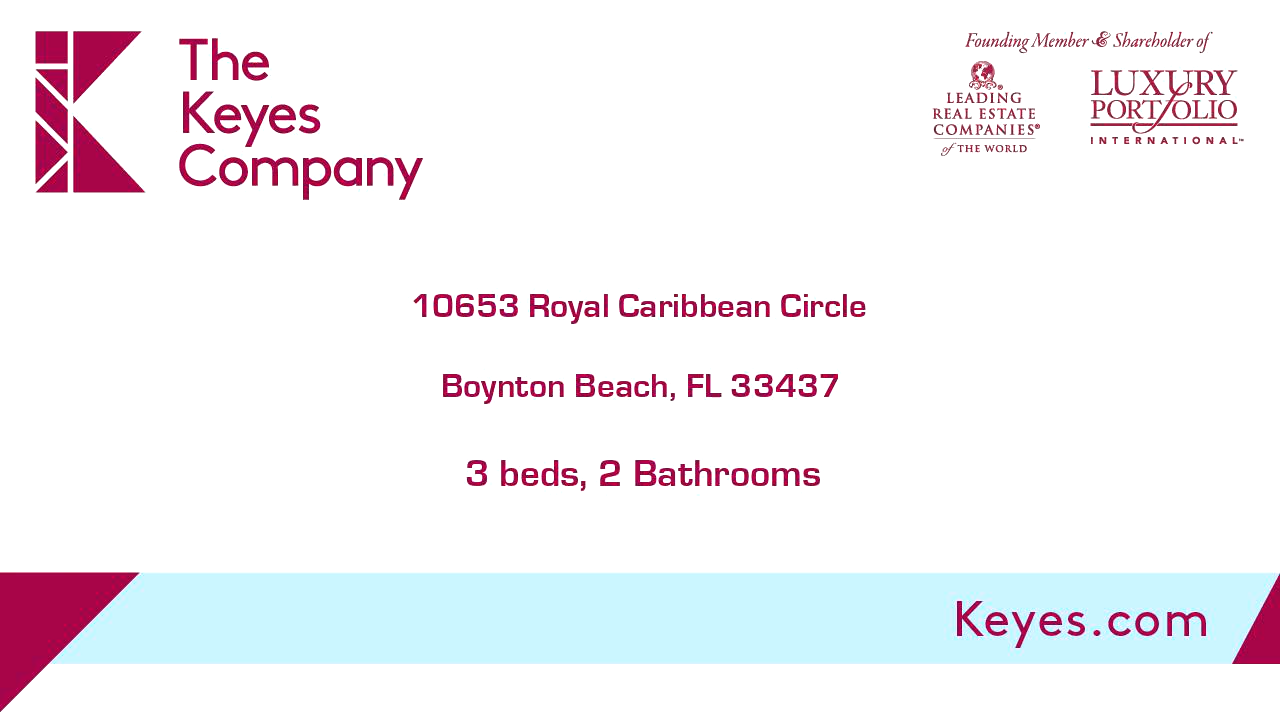 The
Keyes
Company
Founding Member & Shareholder of
LEADING
REAL ESTATE
COMPANIES®
of THE WORLD
LUXURY
PORTFOLIO
INTERNATIONAL™
10653 Royal Caribbean Circle
Boynton Beach, FL 33437
3 beds, 2 Bathrooms
Keyes.com